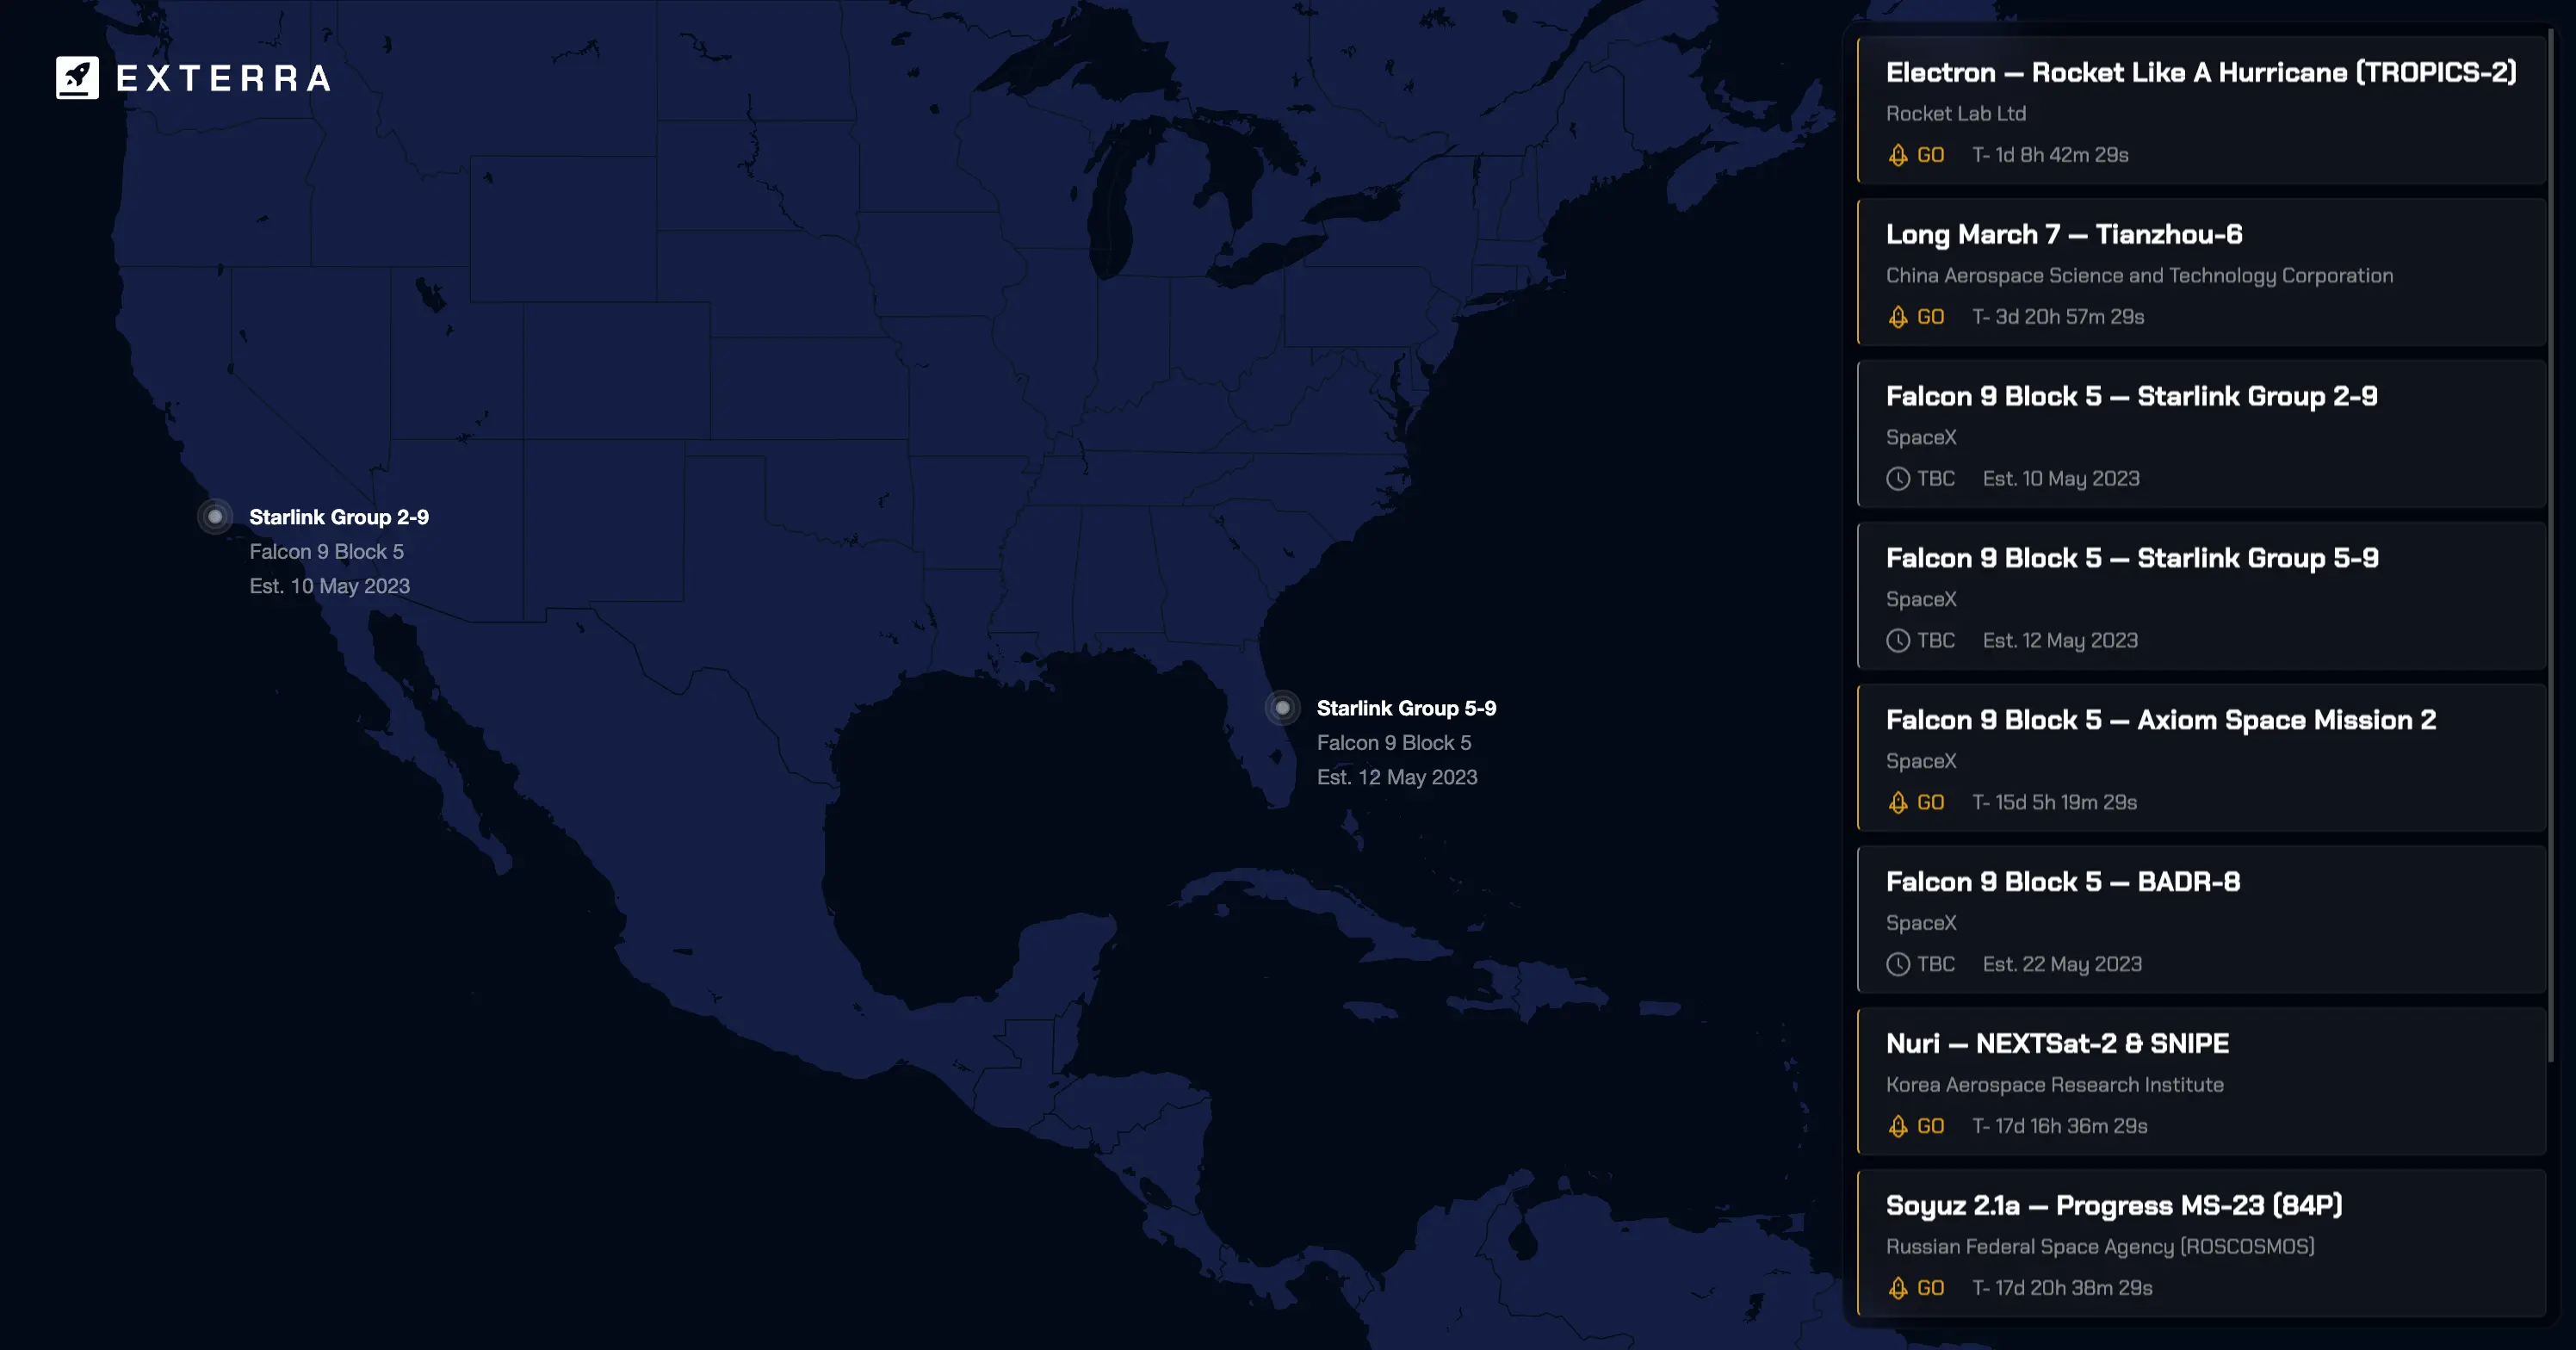 EXTERRA
Starlink Group 2-9
Falcon 9 Block 5
Est. 10 May 2023
Starlink Group 5-9
Falcon 9 Block 5
Est. 12 May 2023
Electron — Rocket Like A Hurricane (TROPICS-2)
Rocket Lab Ltd
GO T- 1d 8h 42m 29s
Long March 7 — Tianzhou-6
China Aerospace Science and Technology Corporation
GO T- 3d 20h 57m 29s
Falcon 9 Block 5 — Starlink Group 2-9
SpaceX
TBC Est. 10 May 2023
Falcon 9 Block 5 — Starlink Group 5-9
SpaceX
TBC Est. 12 May 2023
Falcon 9 Block 5 — Axiom Space Mission 2
SpaceX
GO T- 15d 5h 19m 29s
Falcon 9 Block 5 — BADR-8
SpaceX
TBC Est. 22 May 2023
Nuri — NEXTSat-2 & SNIPE
Korea Aerospace Research Institute
GO T- 17d 16h 36m 29s
Soyuz 2.1a — Progress MS-23 (84P)
Russian Federal Space Agency (ROSCOSMOS)
GO T- 17d 20h 38m 29s